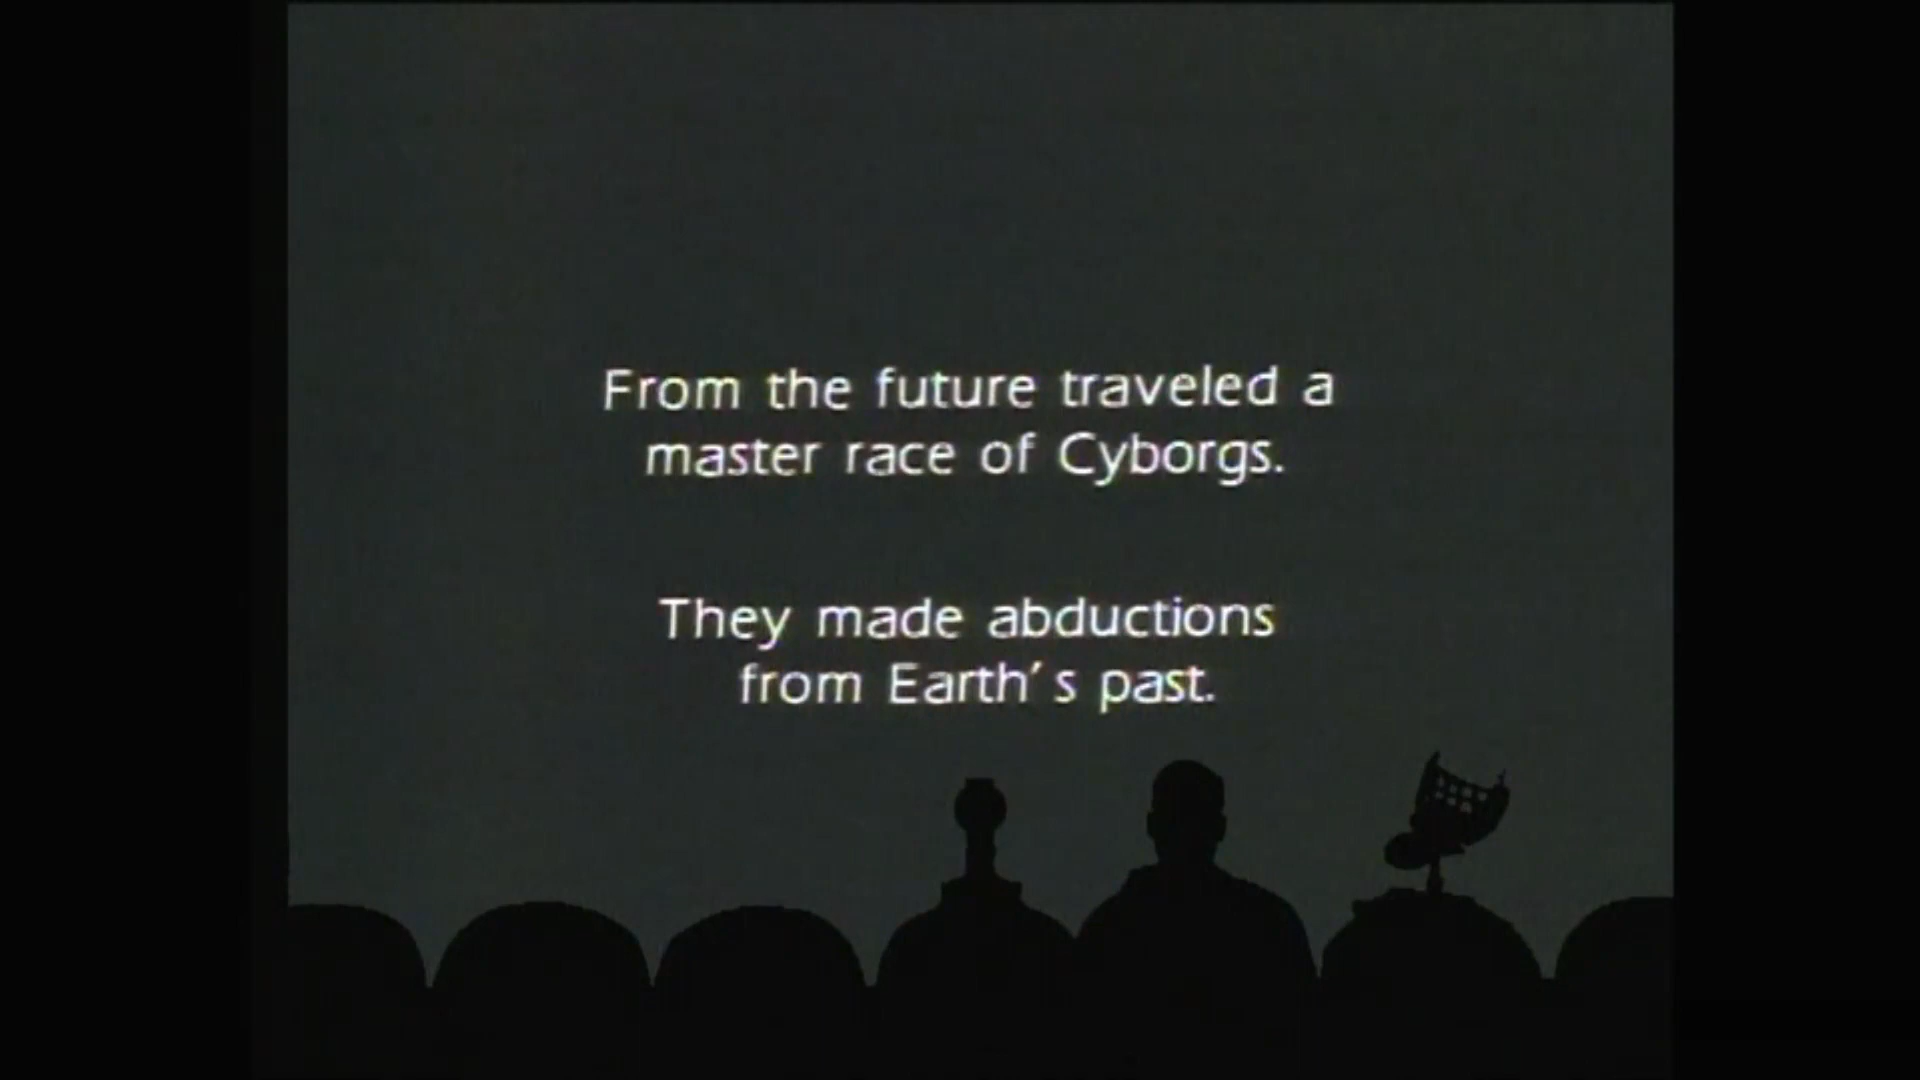 From the future traveled a
master race of Cyborgs.
They made abductions
from Earth's past.